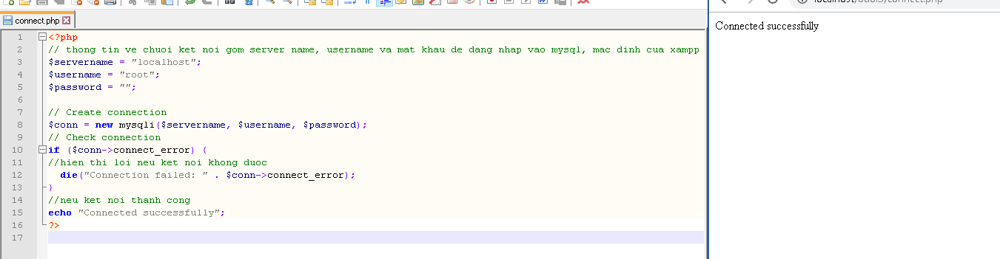 connect.php
1 <?php
2 // thong tin ve chuoi ket noi gom server name, username va mat khau de dang nhap vao mysql, mac dinh cua xampp
3 $servername = "localhost";
4 $username = "root";
5 $password = "";
6
7 // Create connection
8 $conn = new mysqli($servername, $username, $password);
9 // Check connection
10 if ($conn->connect_error) {
11 //hien thi loi neu ket noi khong duoc
12 die("Connection failed: " . $conn->connect_error);
13 }
14 //neu ket noi thanh cong
15 echo "Connected successfully";
16 ?>
17
Connected successfully